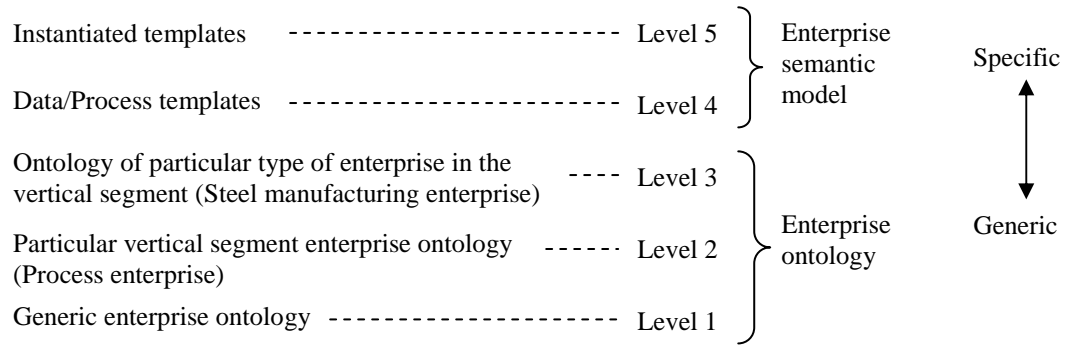 Instantiated templates
Level 5
Data/Process templates
Level 4
Enterprise
semantic
model
Ontology of particular type of enterprise in the
vertical segment (Steel manufacturing enterprise)
Level 3
Particular vertical segment enterprise ontology
(Process enterprise)
Level 2
Generic enterprise ontology
Level 1
Enterprise
ontology
Specific
Generic